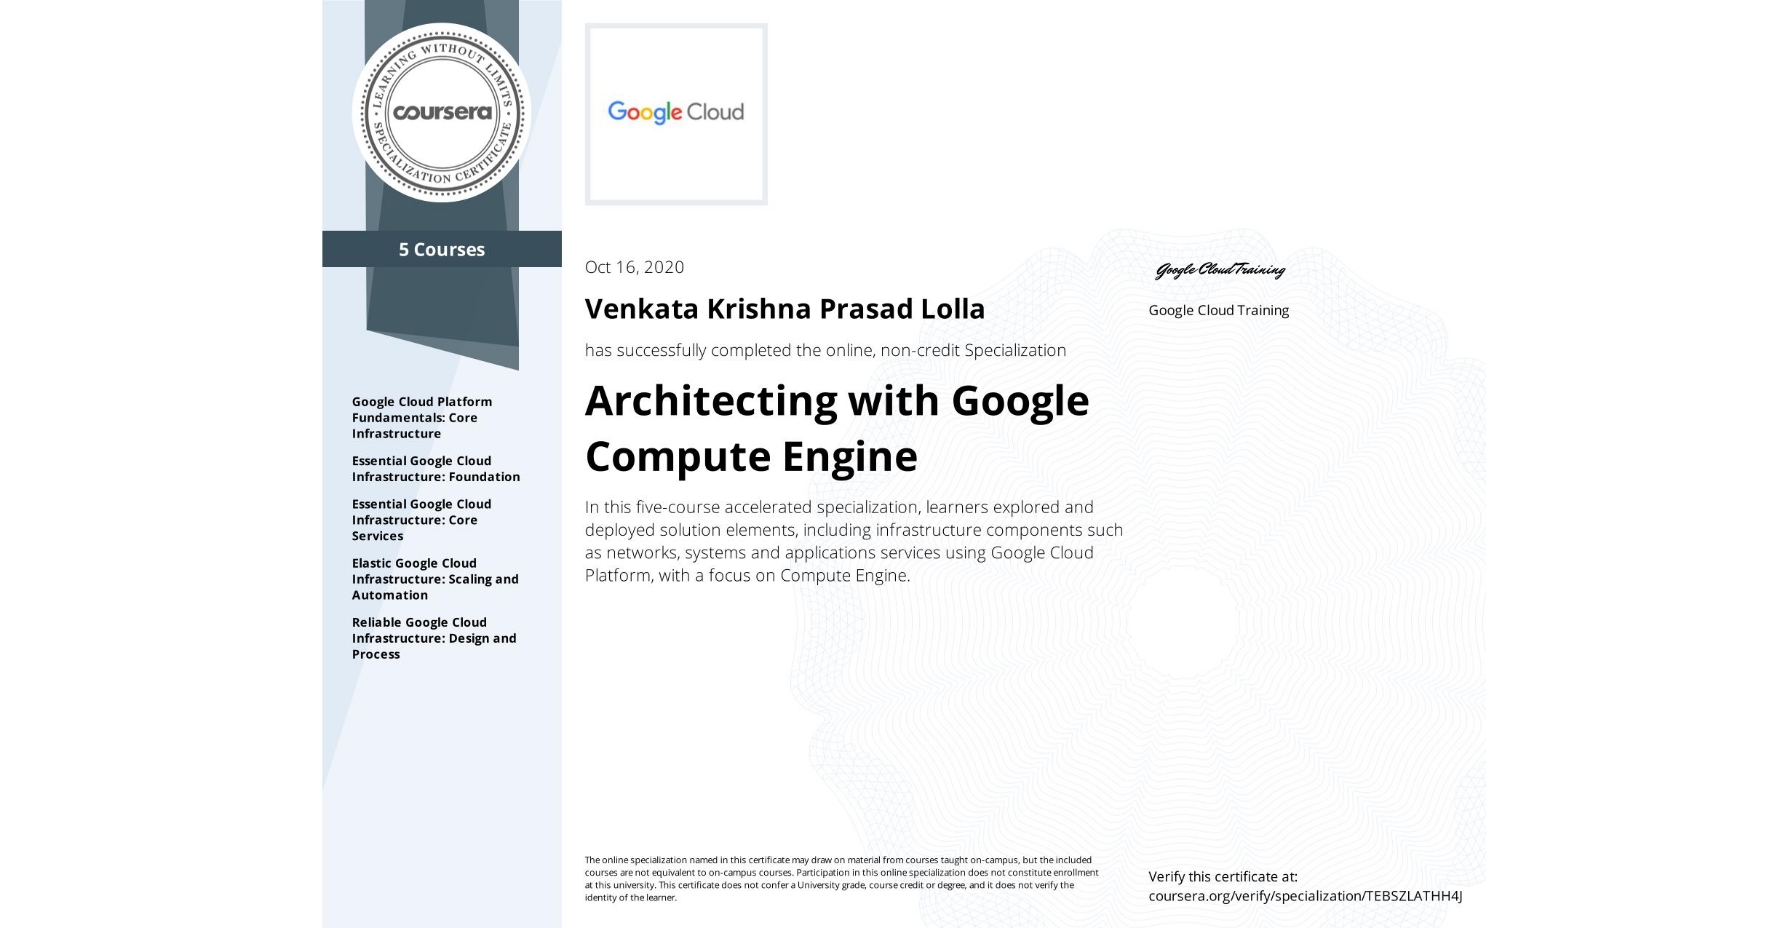 LEARNING WITHOUT LIMITS
coursera
SPECIALIZATION CERTIFICATE
5 Courses
Google Cloud Platform
Fundamentals: Core
Infrastructure
Essential Google Cloud
Infrastructure: Foundation
Essential Google Cloud
Infrastructure: Core
Services
Elastic Google Cloud
Infrastructure: Scaling and
Automation
Reliable Google Cloud
Infrastructure: Design and
Process
Google Cloud
Oct 16, 2020
Venkata Krishna Prasad Lolla
has successfully completed the online, non-credit Specialization
Architecting with Google
Compute Engine
In this five-course accelerated specialization, learners explored and
deployed solution elements, including infrastructure components such
as networks, systems and applications services using Google Cloud
Platform, with a focus on Compute Engine.
Google Cloud Training
Google Cloud Training
The online specialization named in this certificate may draw on material from courses taught on-campus, but the included
courses are not equivalent to on-campus courses. Participation in this online specialization does not constitute enrollment
at this university. This certificate does not confer a University grade, course credit or degree, and it does not verify the
identity of the learner.
Verify this certificate at:
coursera.org/verify/specialization/TEBSZLATHH4J